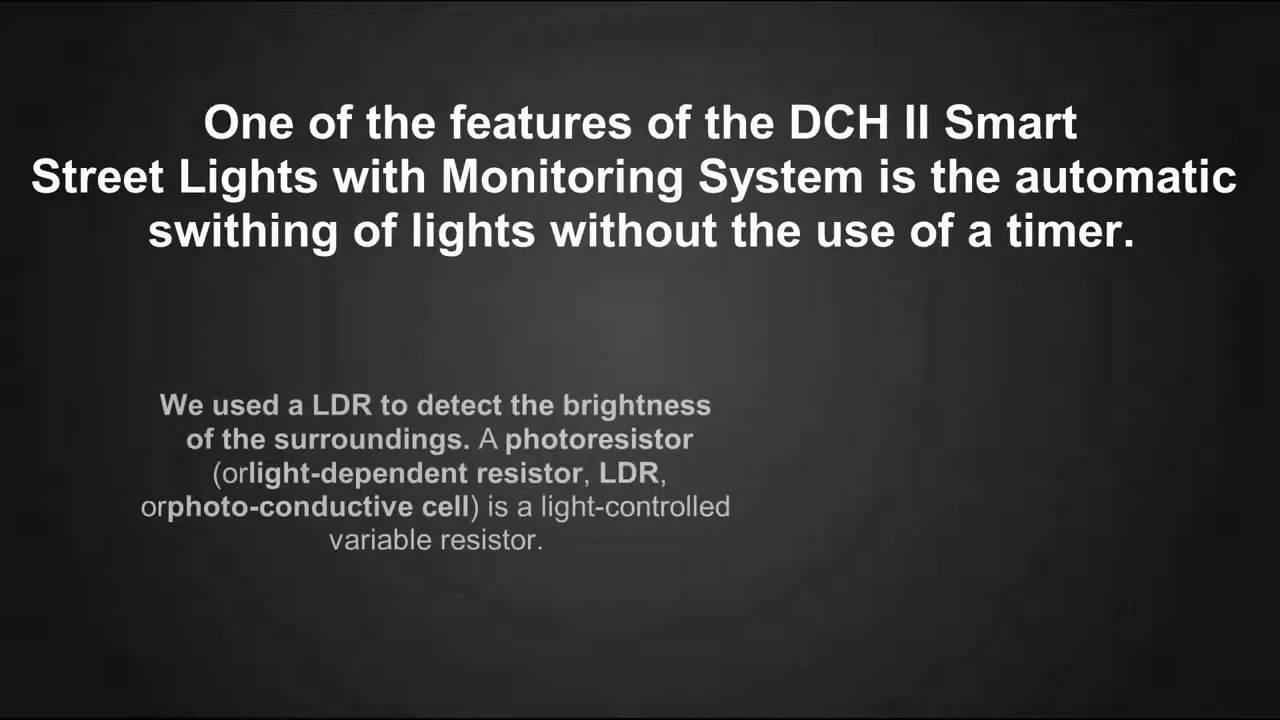 One of the features of the DCH II Smart
Street Lights with Monitoring System is the automatic
swithing of lights without the use of a timer.
We used a LDR to detect the brightness
of the surroundings. A photoresistor
(orlight-dependent resistor, LDR,
orphoto-conductive cell) is a light-controlled
variable resistor.